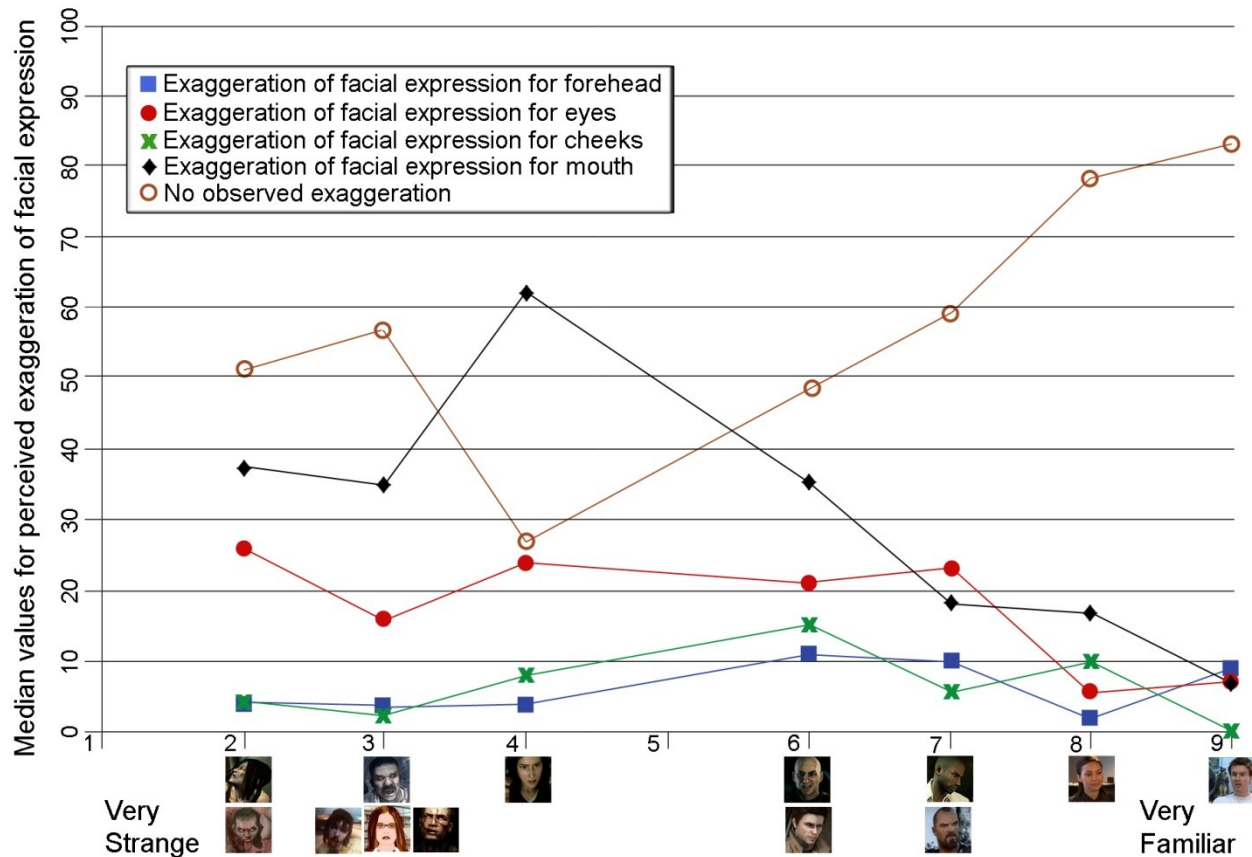 Median values for perceived exaggeration of facial expression
100
90
80
70
60
50
40
30
20
10
0
Exaggeration of facial expression for forehead
Exaggeration of facial expression for eyes
Exaggeration of facial expression for cheeks
Exaggeration of facial expression for mouth
No observed exaggeration
1 2 3 4 5 6 7 8 9
Very
Strange
Very
Familiar